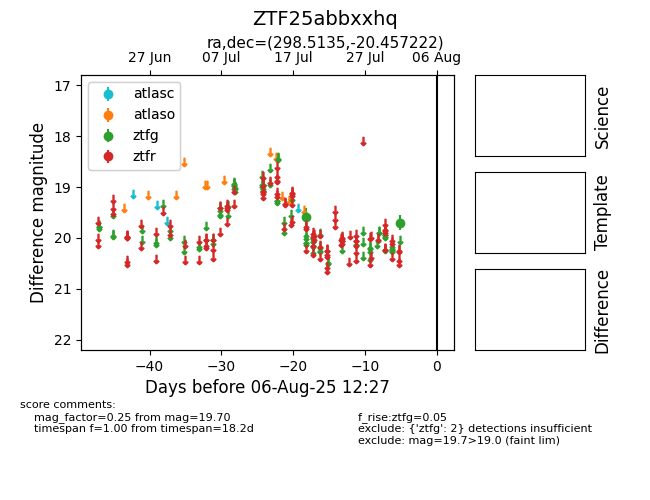 ZTF25abbxxhq
ra,dec=(298.5135,-20.457222)
27 Jun 07 Jul 17 Jul 27 Jul 06 Aug
17
18
19
20
21
22
Difference magnitude
atlasc
atlaso
ztfg
ztfr
−40 −30 −20 −10 0
Days before 06-Aug-25 12:27
Science
Template
Difference
score comments:
mag_factor=0.25 from mag=19.70
timespan f=1.00 from timespan=18.2d
f_rise:ztfg=0.05
exclude: {'ztfg': 2} detections insufficient
exclude: mag=19.7>19.0 (faint lim)